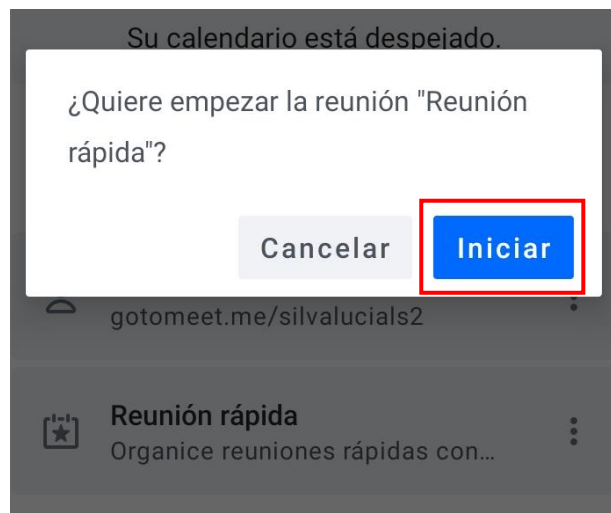 Su calendario está despejado.
¿Quiere empezar la reunión "Reunión
rápida"?
Cancelar
Iniciar
gotomeet.me/silvalucials2
Reunión rápida
Organice reuniones rápidas con...